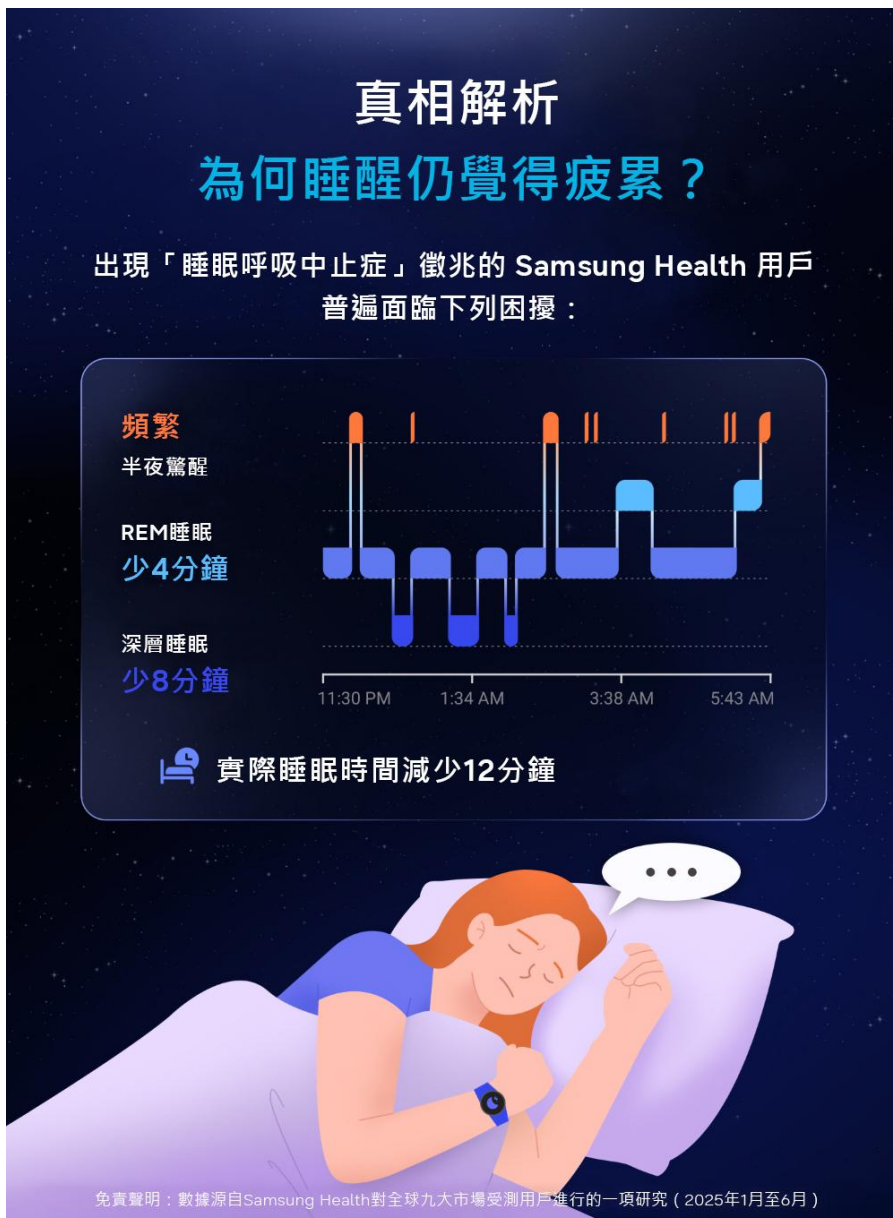 真相解析
為何睡醒仍覺得疲累？
出現「睡眠呼吸中止症」徵兆的 Samsung Health 用戶
普遍面臨下列困擾：
頻繁
半夜驚醒
REM睡眠
少4分鐘
深層睡眠
少8分鐘
11:30 PM 1:34 AM 3:38 AM 5:43 AM
實際睡眠時間減少12分鐘
免責聲明：數據源自Samsung Health對全球九大市場受測用戶進行的一項研究（2025年1月至6月）